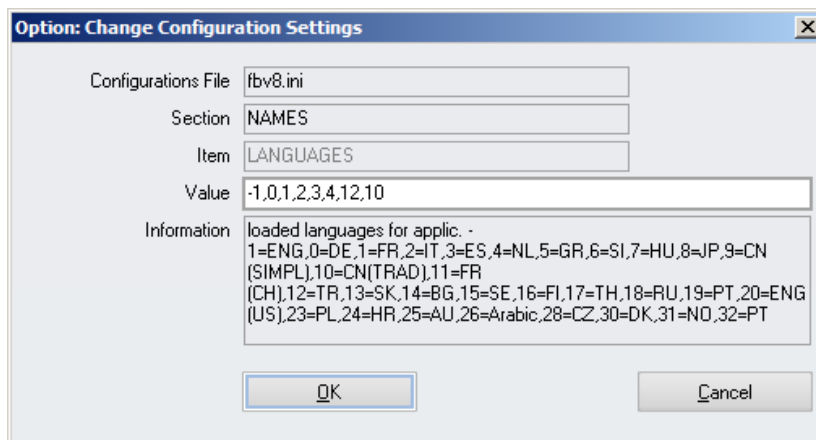 Option: Change Configuration Settings
Configurations File fbv8.ini
Section NAMES
Item LANGUAGES
Value -1,0,1,2,3,4,12,10
Information loaded languages for applic. -
1=ENG,0=DE,1=FR,2=IT,3=ES,4=NL,5=GR,6=SI,7=HU,8=JP,9=CN
(SIMPL),10=CN(TRAD),11=FR
(CH),12=TR,13=SK,14=BG,15=SE,16=FI,17=TH,18=RU,19=PT,20=ENG
(US),23=PL,24=HR,25=AU,26=Arabic,28=CZ,30=DK,31=NO,32=PT
OK Cancel